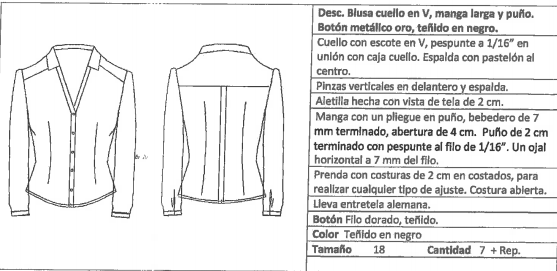 Desc. Blusa cuello en V, manga larga y puño.
Botón metálico oro, teñido en negro.
Cuello con escote en V, pespunte a 1/16" en
unión con caja cuello. Espalda con pastelón al
centro.
Pinzas verticales en delantero y espalda.
Aletilla hecha con vista de tela de 2 cm.
Manga con un pliegue en puño, bebedero de 7
mm terminado, abertura de 4 cm. Puño de 2 cm
terminado con pespunte al filo de 1/16". Un ojal
horizontal a 7 mm del filo.
Prenda con costuras de 2 cm en costados, para
realizar cualquier tipo de ajuste. Costura abierta.
Lleva entretela alemana.
Botón Filo dorado, teñido.
Color Teñido en negro
Tamaño 18 Cantidad 7 + Rep.